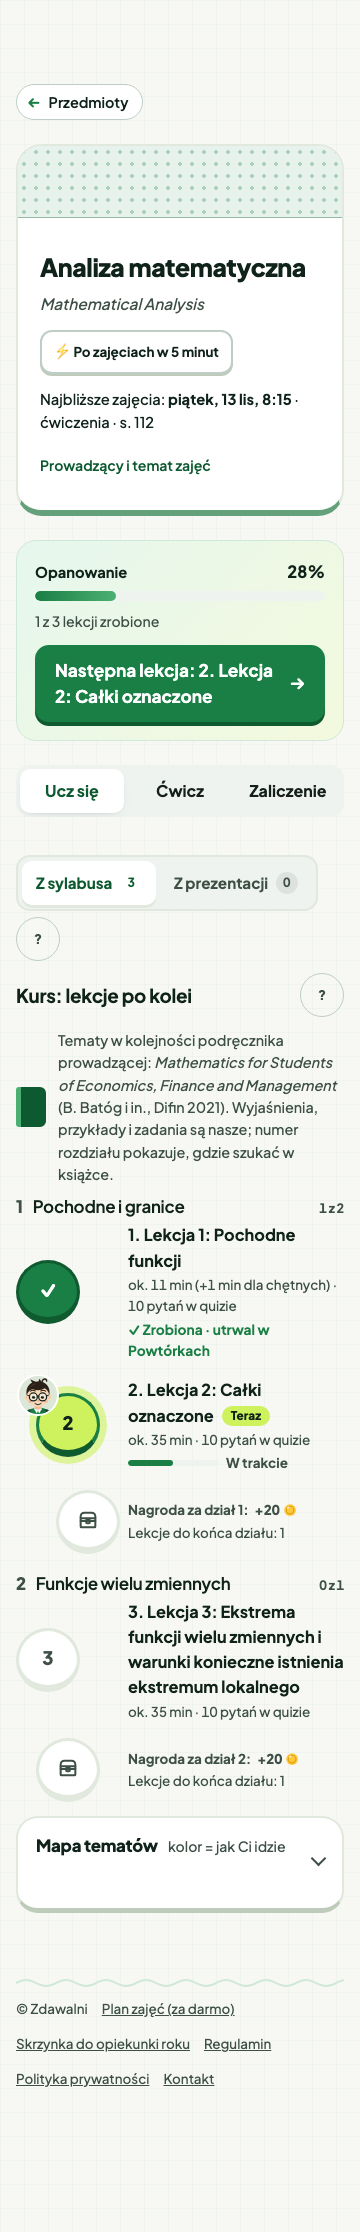 ← Przedmioty
Analiza matematyczna
Mathematical Analysis
⚡ Po zajęciach w 5 minut
Najbliższe zajęcia: piątek, 13 lis, 8:15 ·
ćwiczenia · s. 112
Prowadzący i temat zajęć
Opanowanie 28%
1 z 3 lekcji zrobione
Następna lekcja: 2. Lekcja
2: Całki oznaczone →
Ucz się Ćwicz Zaliczenie
Z sylabusa 3 Z prezentacji 0
?
Kurs: lekcje po kolei ?
Tematy w kolejności podręcznika
prowadzącej: Mathematics for Students
of Economics, Finance and Management
(B. Batóg i in., Difin 2021). Wyjaśnienia,
przykłady i zadania są nasze; numer
rozdziału pokazuje, gdzie szukać w
książce.
1 Pochodne i granice 1z2
1. Lekcja 1: Pochodne
funkcji
ok. 11 min (+1 min dla chętnych) ·
10 pytań w quizie
✓ Zrobiona · utrwal w
Powtórkach
2
2. Lekcja 2: Całki
oznaczone Teraz
ok. 35 min · 10 pytań w quizie
W trakcie
Nagroda za dział 1: +20
Lekcje do końca działu: 1
2 Funkcje wielu zmiennych 0z1
3
3. Lekcja 3: Ekstrema
funkcji wielu zmiennych i
warunki konieczne istnienia
ekstremum lokalnego
ok. 35 min · 10 pytań w quizie
Nagroda za dział 2: +20
Lekcje do końca działu: 1
Mapa tematów kolor = jak Ci idzie
© Zdawalni Plan zajęć (za darmo)
Skrzynka do opiekunki roku Regulamin
Polityka prywatności Kontakt